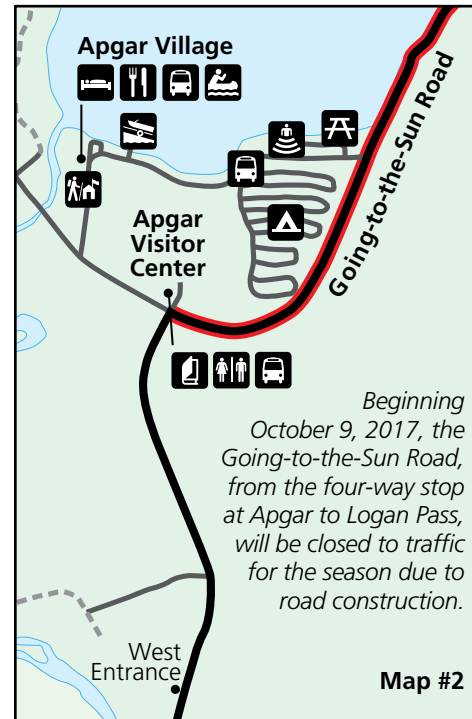 Apgar Village
Going-to-the-Sun Road
Apgar
Visitor
Center
Beginning
October 9, 2017, the
Going-to-the-Sun Road,
from the four-way stop
at Apgar to Logan Pass,
will be closed to traffic
for the season due to
road construction.
West
Entrance
Map #2